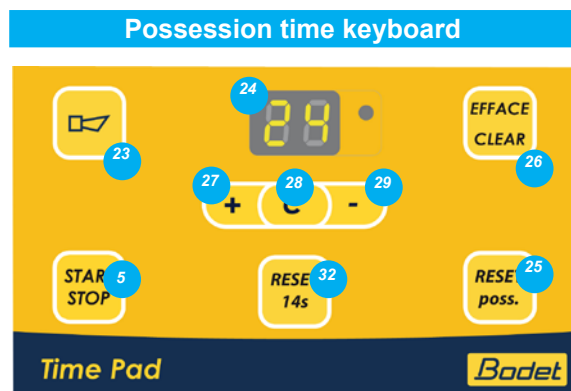 Possession time keyboard
24
24
EFFACE
CLEAR
23
26
27
28
29
+
-
STAR
STOP
5
RESE
14s
32
RESE
poss.
25
Time Pad
Bodet